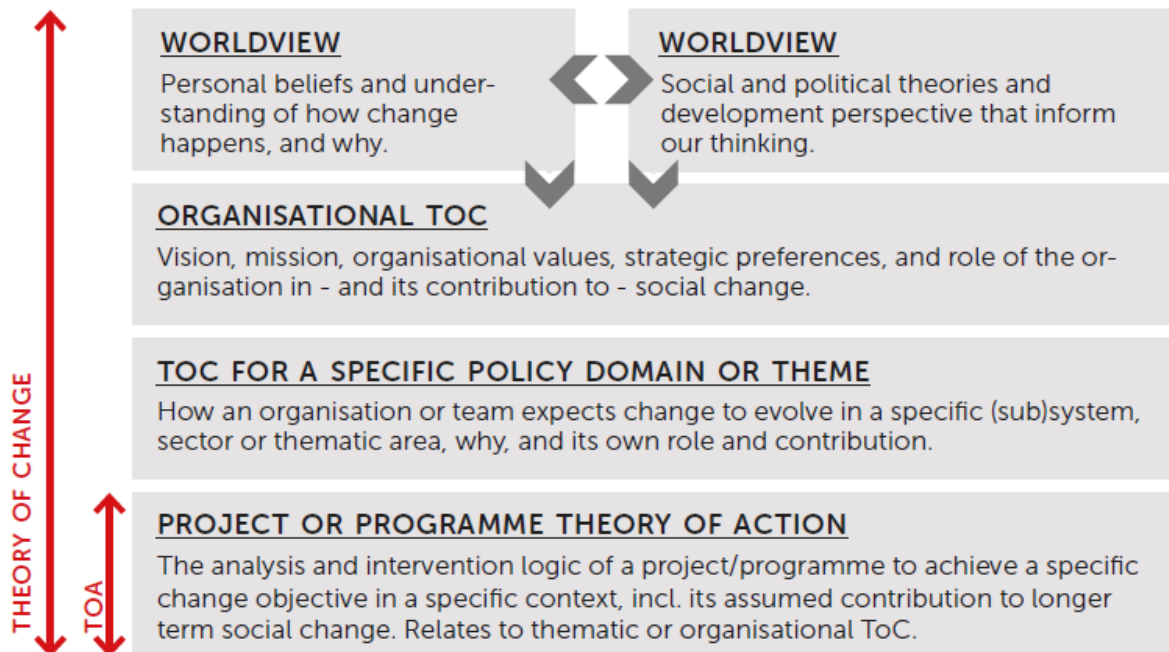 WORLDVIEW
Personal beliefs and under-
standing of how change
happens, and why.
WORLDVIEW
Social and political theories and
development perspective that inform
our thinking.
ORGANISATIONAL TOC
Vision, mission, organisational values, strategic preferences, and role of the or-
ganisation in - and its contribution to - social change.
TOC FOR A SPECIFIC POLICY DOMAIN OR THEME
How an organisation or team expects change to evolve in a specific (sub)system,
sector or thematic area, why, and its own role and contribution.
PROJECT OR PROGRAMME THEORY OF ACTION
The analysis and intervention logic of a project/programme to achieve a specific
change objective in a specific context, incl. its assumed contribution to longer
term social change. Relates to thematic or organisational ToC.
THEORY OF CHANGE
TOA